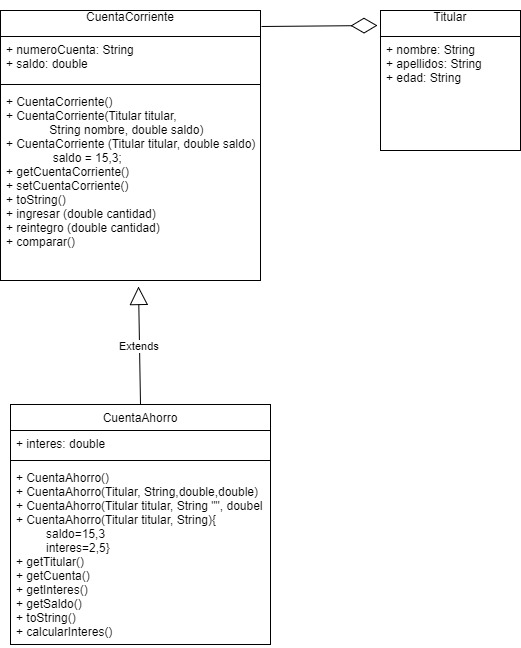 CuentaCorriente
+ numeroCuenta: String
+ saldo: double
+ CuentaCorriente()
+ CuentaCorriente(Titular titular,
String nombre, double saldo)
+ CuentaCorriente (Titular titular, double saldo)
saldo = 15,3;
+ getCuentaCorriente()
+ setCuentaCorriente()
+ toString()
+ ingresar (double cantidad)
+ reintegro (double cantidad)
+ comparar()
Titular
+ nombre: String
+ apellidos: String
+ edad: String
Extends
CuentaAhorro
+ interes: double
+ CuentaAhorro()
+ CuentaAhorro(Titular, String,double,double)
+ CuentaAhorro(Titular titular, String "", doubel
+ CuentaAhorro(Titular titular, String){
saldo=15,3
interes=2,5}
+ getTitular()
+ getCuenta()
+ getInteres()
+ getSaldo()
+ toString()
+ calcularInteres()